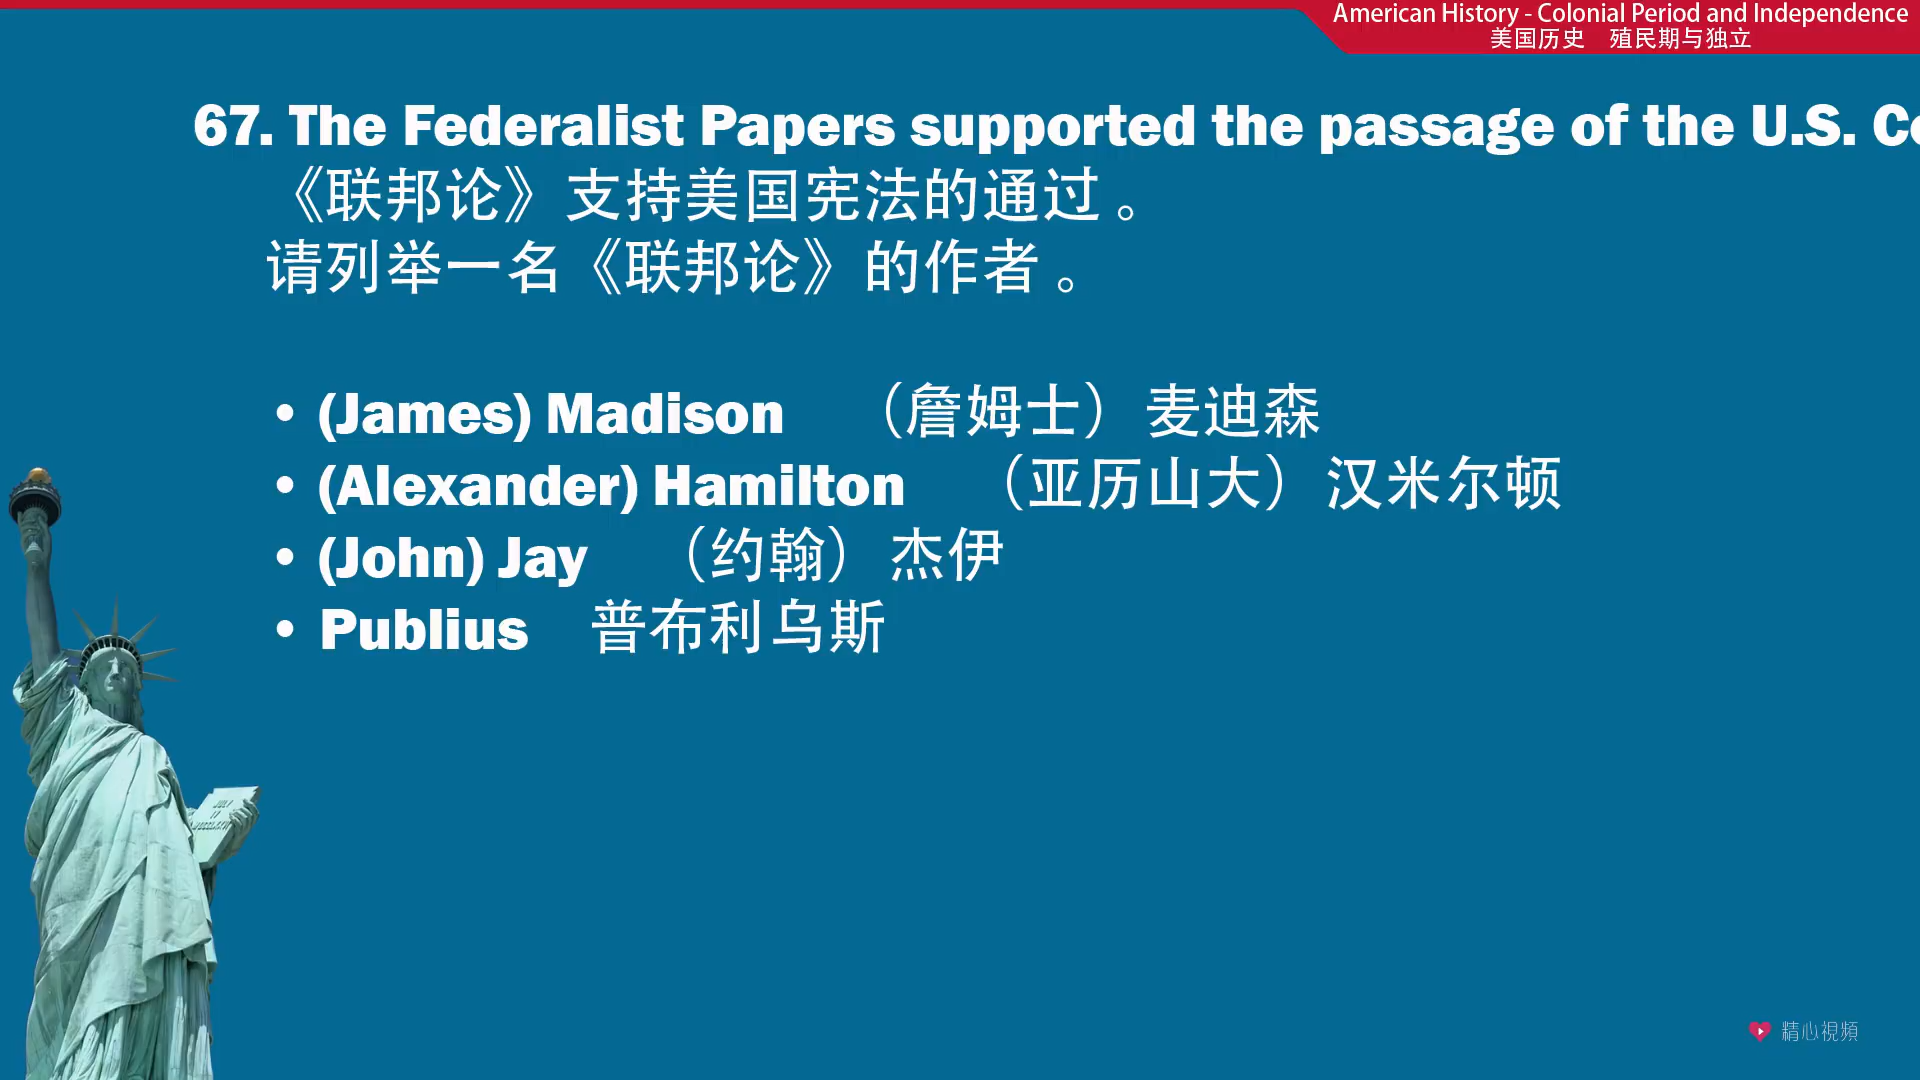 American History - Colonial Period and Independence
美国历史 殖民期与独立
67. The Federalist Papers supported the passage of the U.S.
《联邦论》支持美国宪法的通过。
请列举一名《联邦论》的作者。
• (James) Madison （詹姆士）麦迪森
• (Alexander) Hamilton （亚历山大）汉米尔顿
• (John) Jay （约翰）杰伊
• Publius 普布利乌斯
JULY
IV
精心視頻